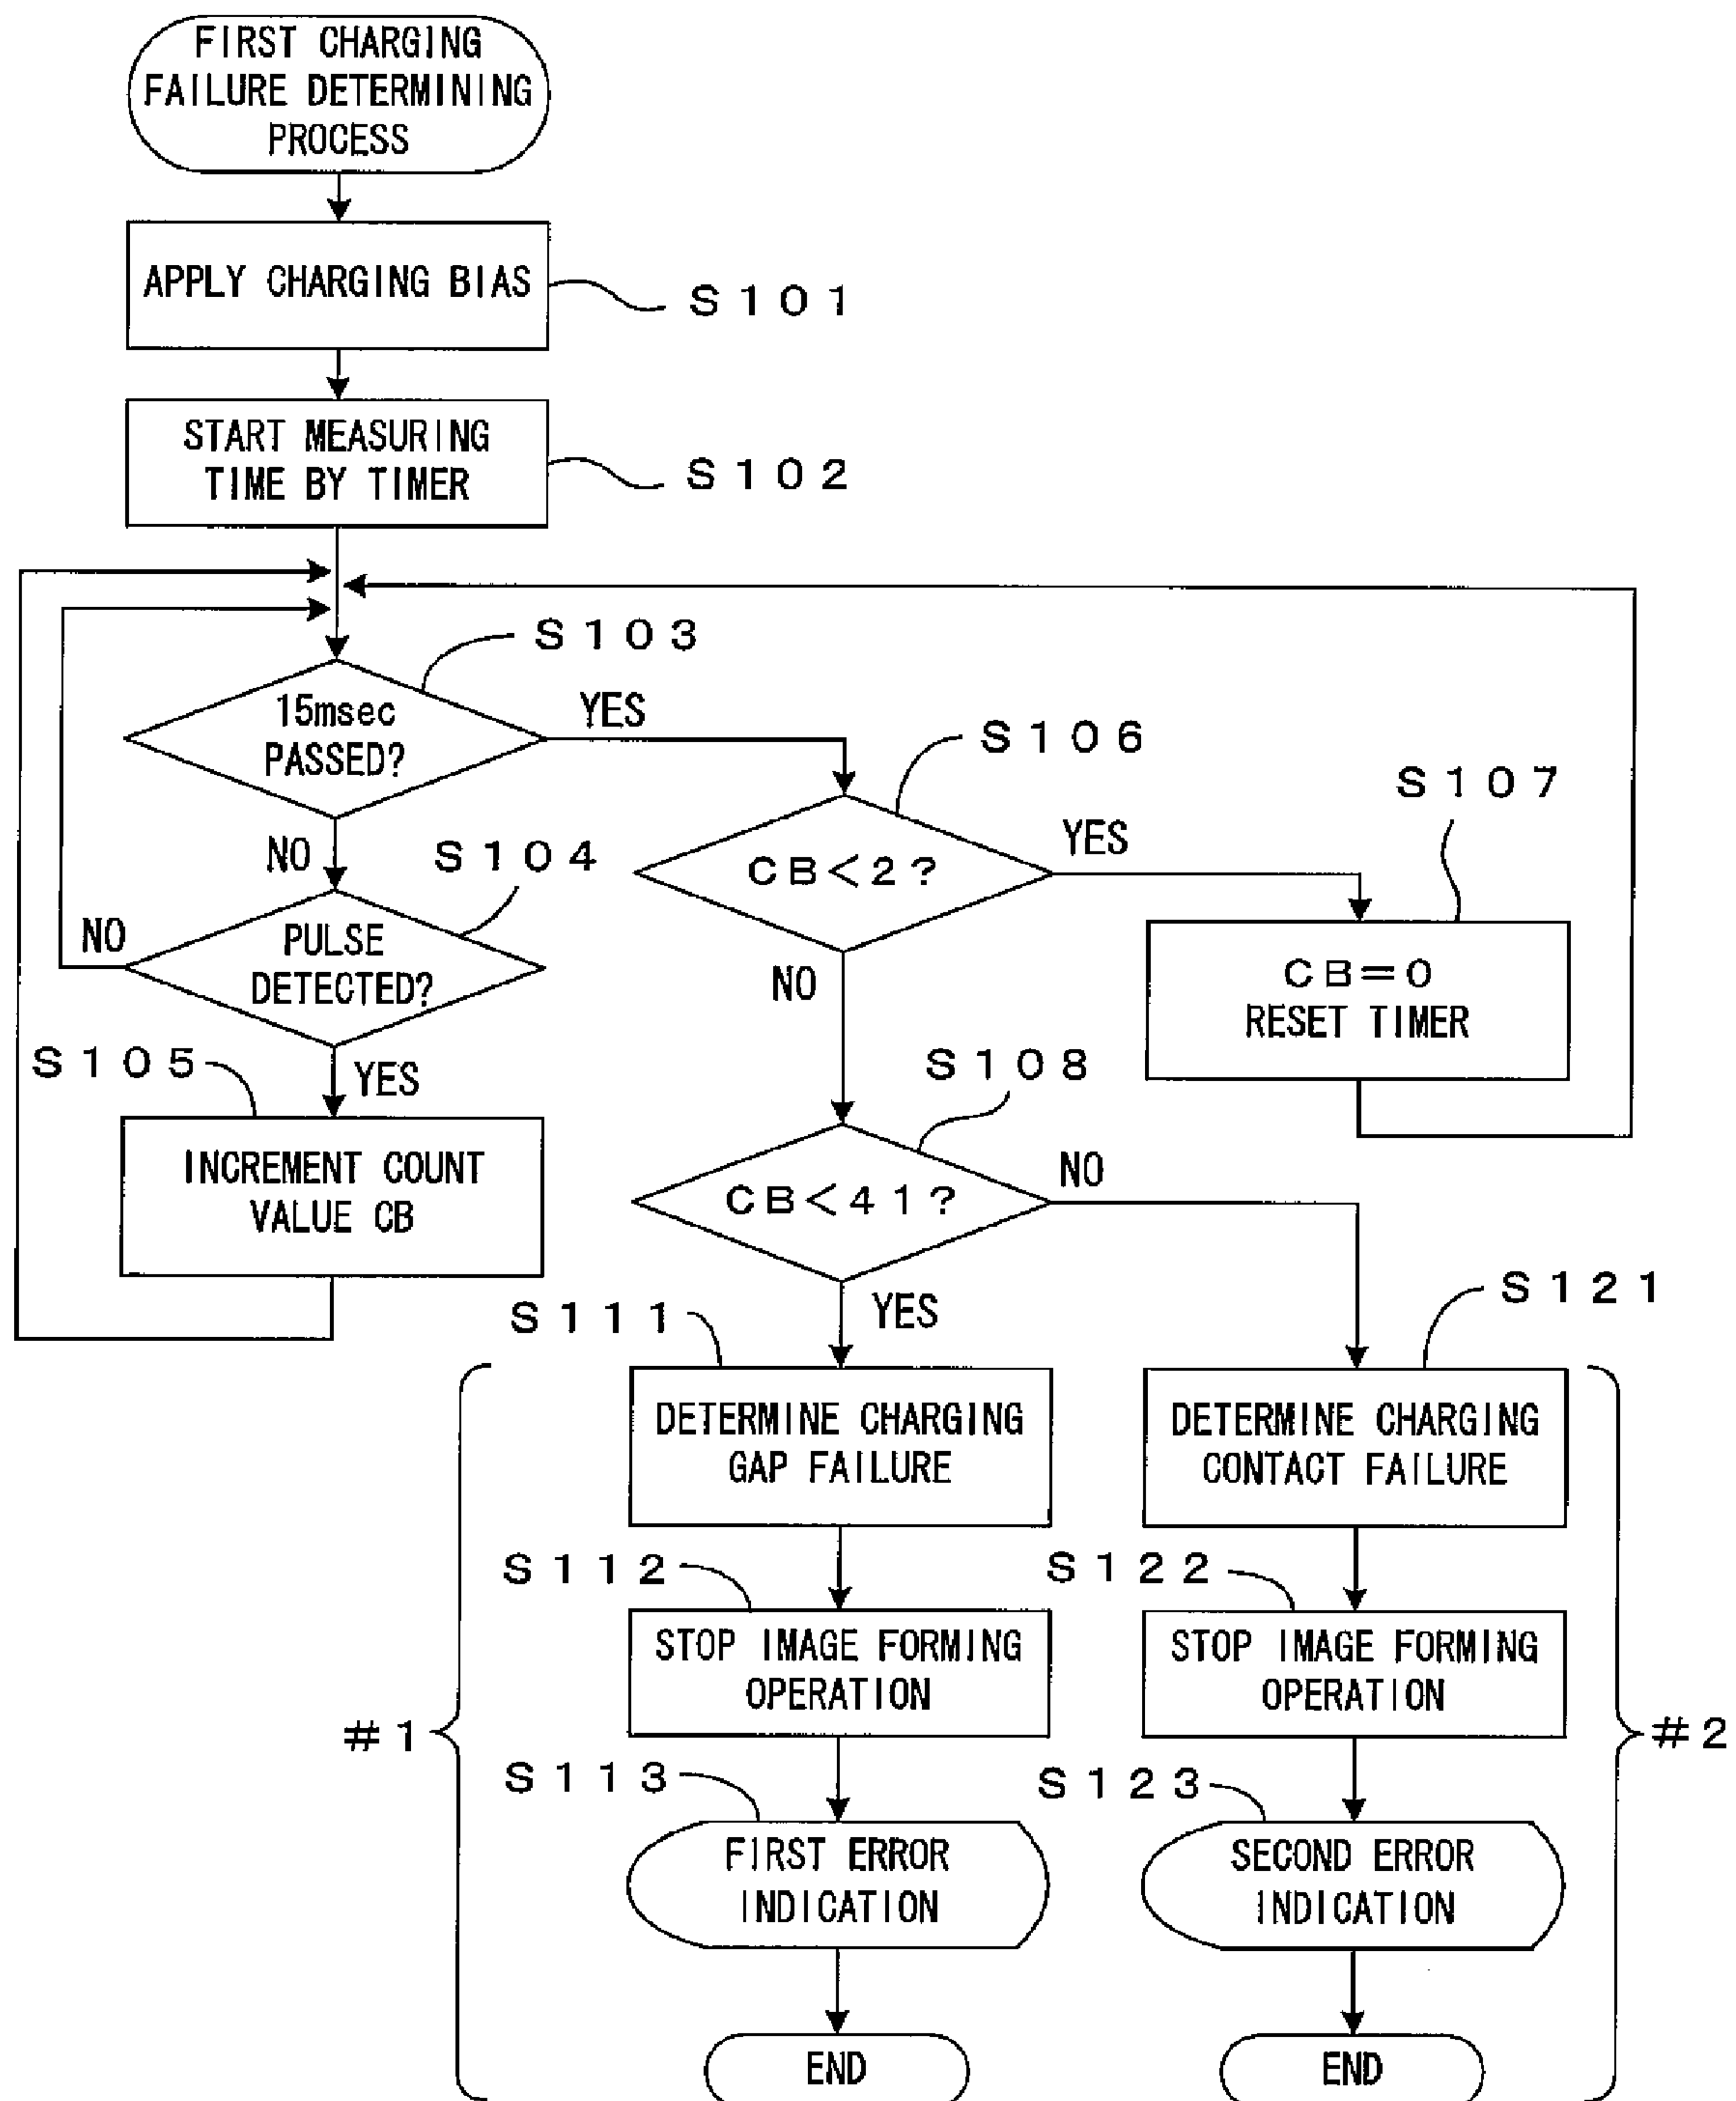 FIRST CHARGING
FAILURE DETERMINING
PROCESS
APPLY CHARGING BIAS
S101
START MEASURING
TIME BY TIMER
S102
S103
15msec
PASSED?
YES
NO
S104
PULSE
DETECTED?
NO
YES
S105
INCREMENT COUNT
VALUE CB
S106
CB<2?
YES
NO
S107
CB=0
RESET TIMER
S108
CB<41?
NO
YES
S111
DETERMINE CHARGING
GAP FAILURE
S121
DETERMINE CHARGING
CONTACT FAILURE
S112
STOP IMAGE FORMING
OPERATION
S122
STOP IMAGE FORMING
OPERATION
#1
#2
S113
FIRST ERROR
INDICATION
S123
SECOND ERROR
INDICATION
END
END